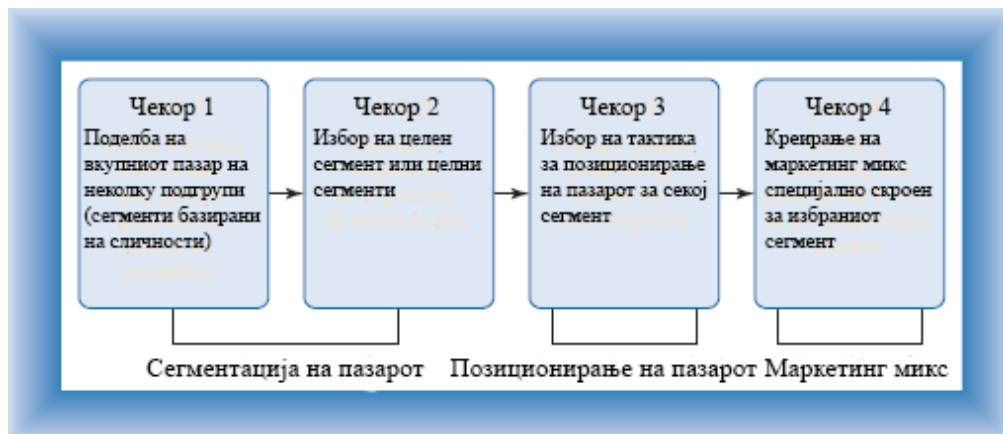 Чекор 1
Поделба на
вкупниот пазар на
неколку подгрупи
(сегменти базирани
на сличности)
Чекор 2
Избор на целен
сегмент или целни
сегменти
Чекор 3
Избор на тактика
за позиционирање
на пазарот за секој
сегмент
Чекор 4
Креирање на
маркетинг микс
специјално скроен
за избраниот
сегмент
Сегментација на пазарот
Позиционирање на пазарот
Маркетинг микс